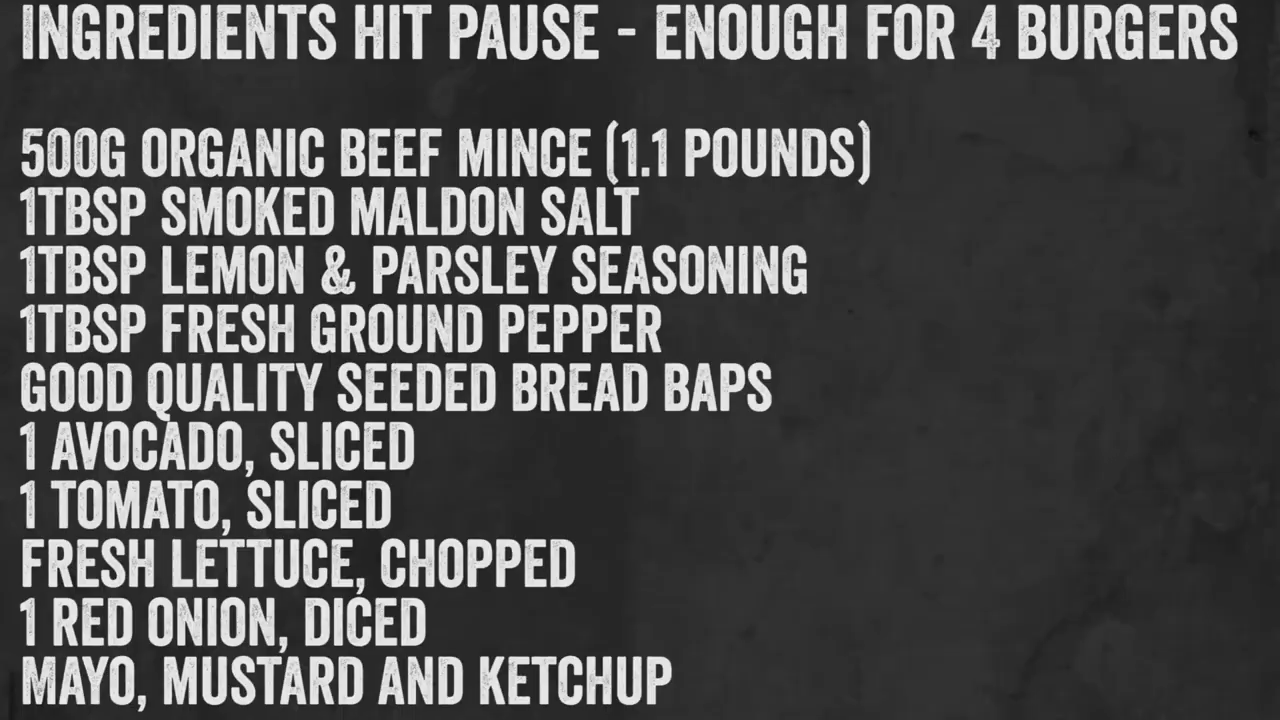 INGREDIENTS HIT PAUSE - ENOUGH FOR 4 BURGERS
500G ORGANIC BEEF MINCE (1.1 POUNDS)
1TBSP SMOKED MALDON SALT
1TBSP LEMON & PARSLEY SEASONING
1TBSP FRESH GROUND PEPPER
GOOD QUALITY SEEDED BREAD BAPS
1 AVOCADO, SLICED
1 TOMATO, SLICED
FRESH LETTUCE, CHOPPED
1 RED ONION, DICED
MAYO, MUSTARD AND KETCHUP